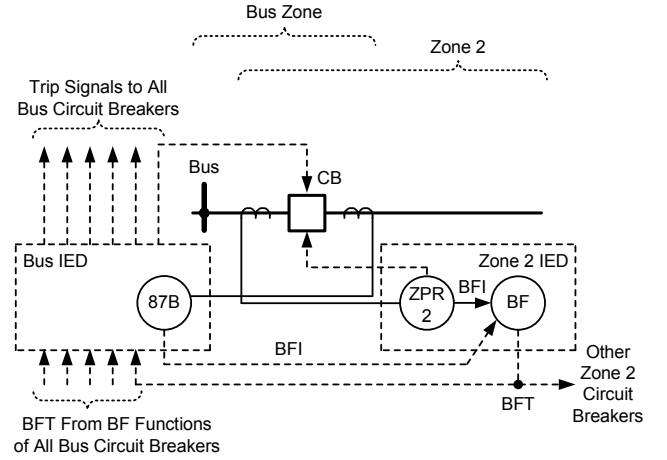 Bus Zone
Zone 2
Trip Signals to All
Bus Circuit Breakers
Bus
CB
Bus IED
Zone 2 IED
87B
ZPR
2
BFI
BF
BFI
Other
Zone 2
Circuit
Breakers
BFT
BFT From BF Functions
of All Bus Circuit Breakers